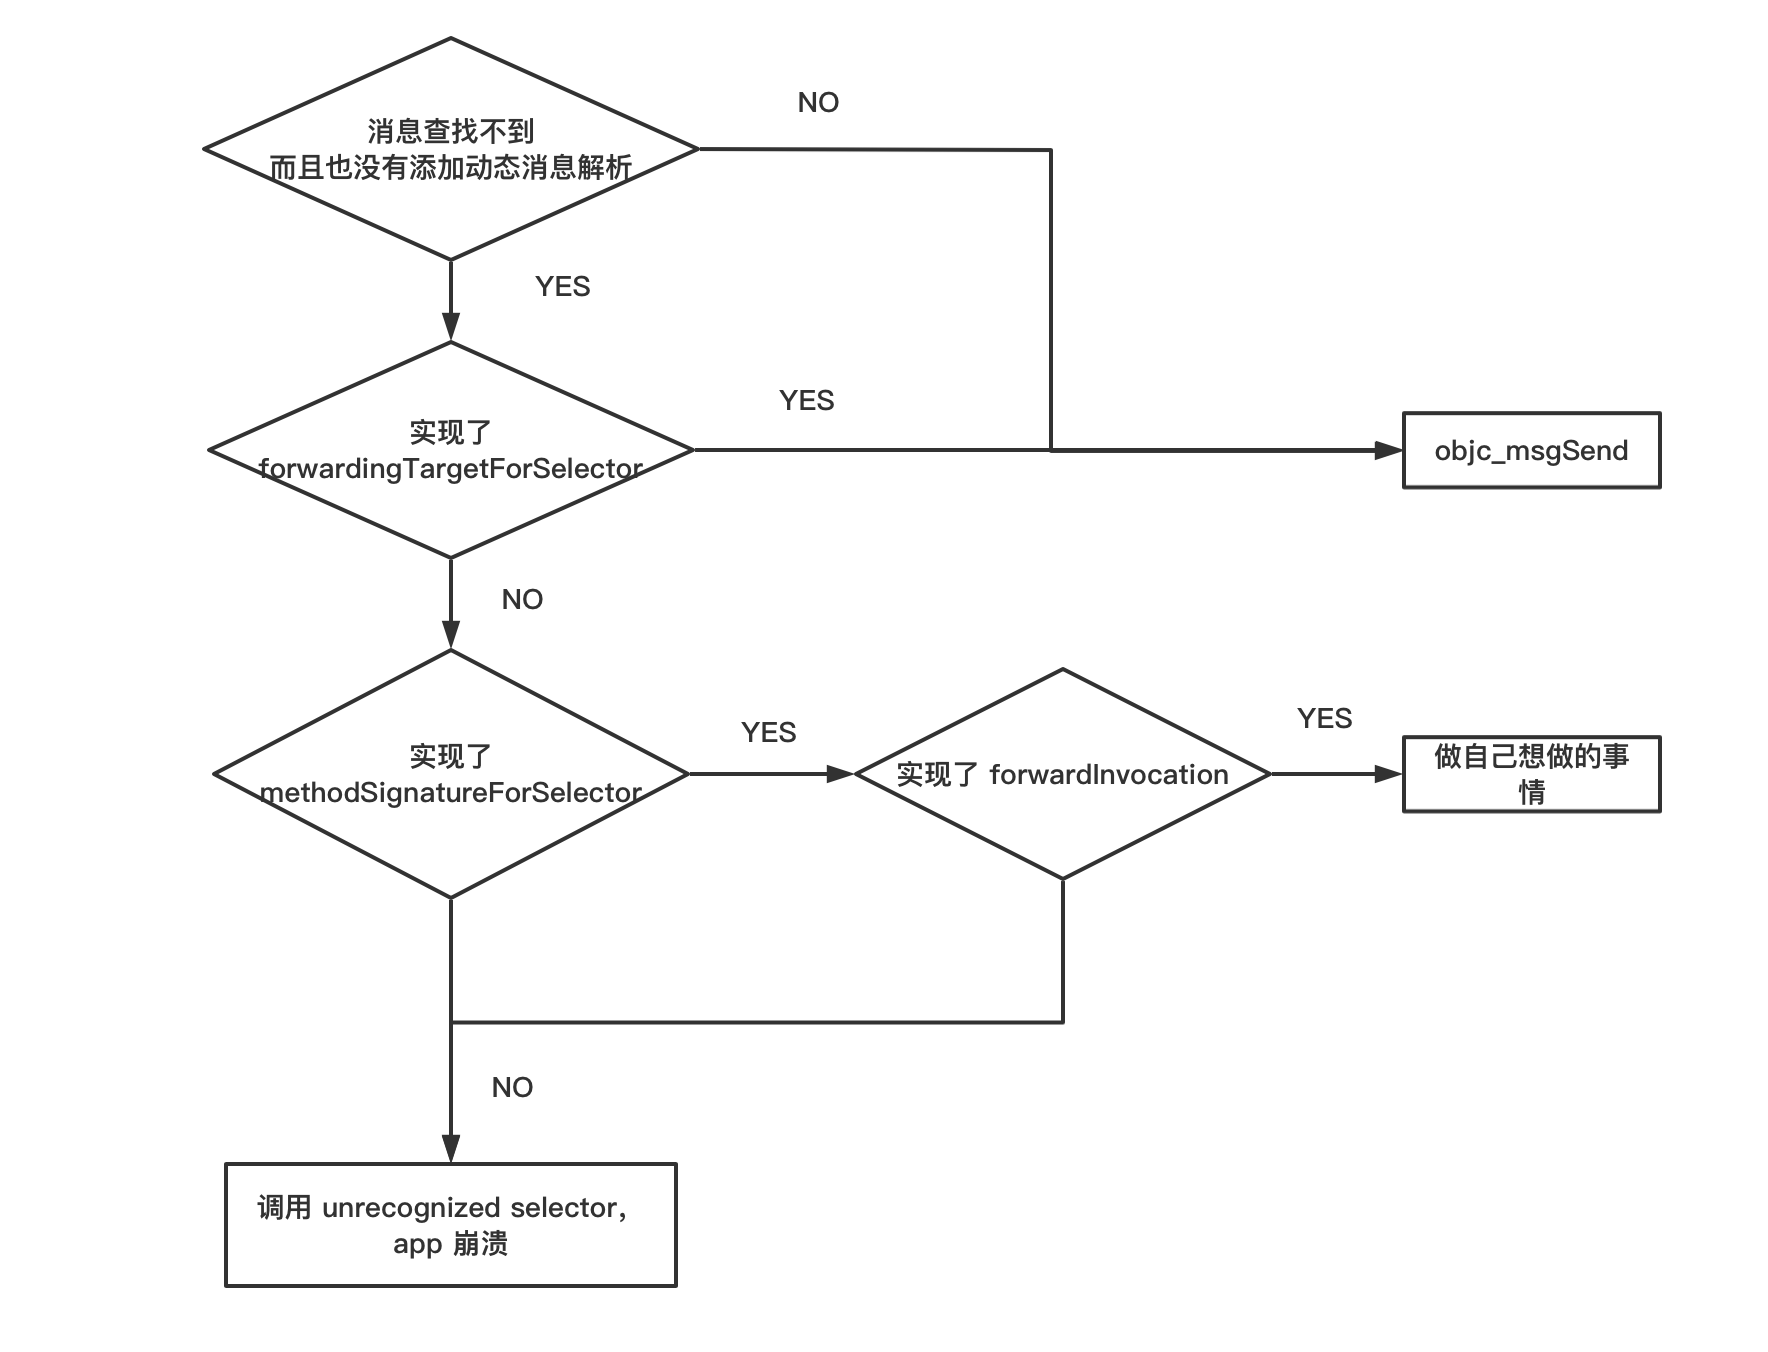 消息查找不到
而且也没有添加动态消息解析
NO
YES
实现了
forwardingTargetForSelector
YES
objc_msgSend
NO
实现了
methodSignatureForSelector
YES
实现了 forwardInvocation
YES
做自己想做的事
情
NO
调用 unrecognized selector，
app 崩溃